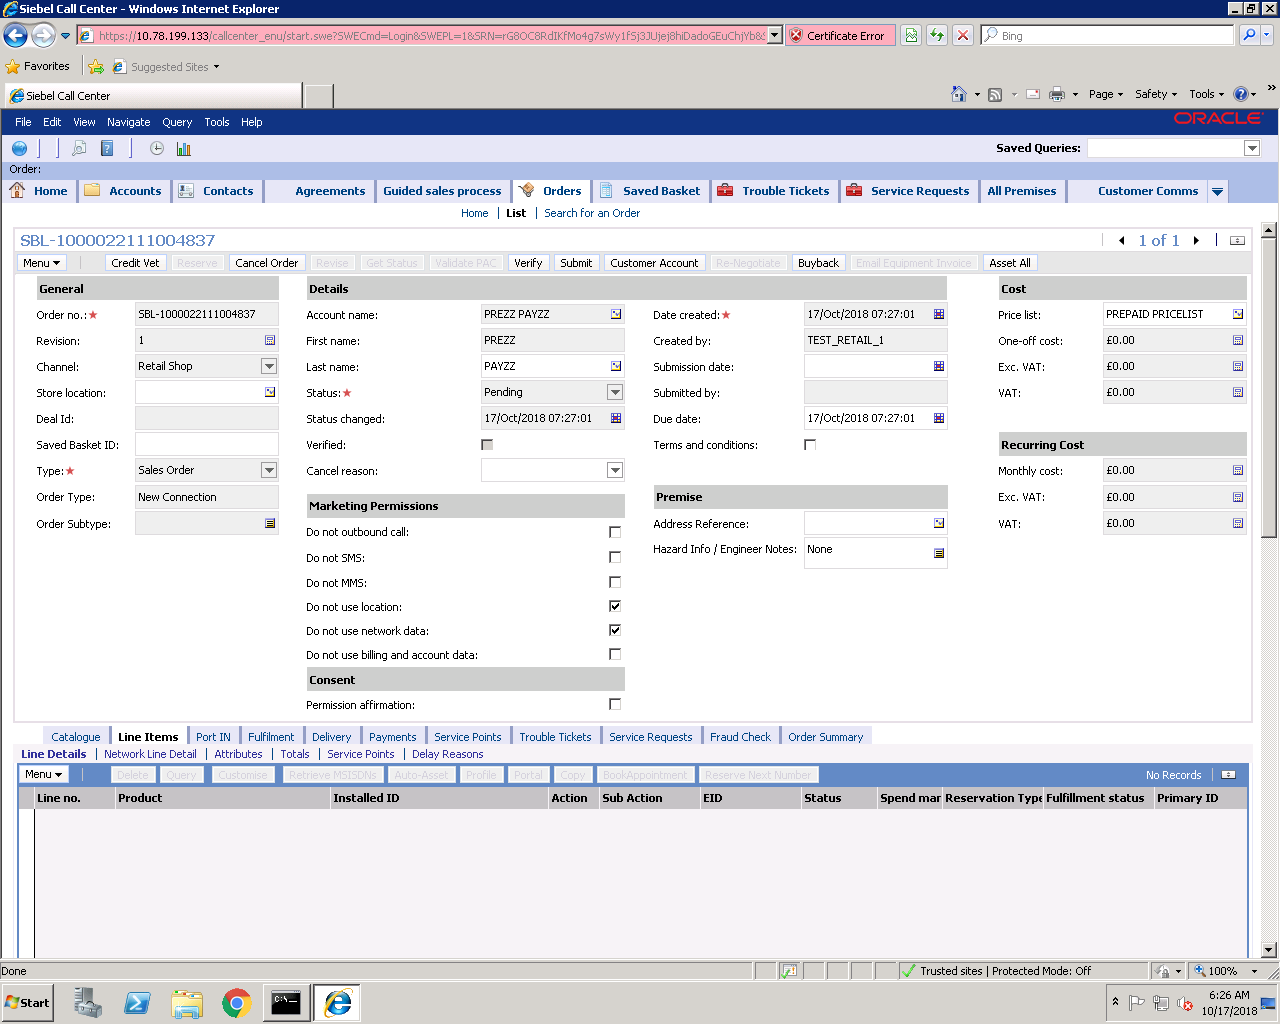 Siebel Call Center - Windows Internet Explorer
https://10.78.199.133/callcenter_enu/start.swe?SWECmd=Login&SWEPL=1&SRN=
Certificate Error
Bing
Favorites
Suggested Sites
Siebel Call Center
Page
Safety
Tools
File Edit View Navigate Query Tools Help
ORACLE
Saved Queries:
Order:
Home
Accounts
Contacts
Agreements
Guided sales process
Orders
Saved Basket
Trouble Tickets
Service Requests
All Premises
Customer Comms
Home | List | Search for an Order
SBL-1000022111004837
1 of 1
Menu
Credit Vet
Reserve
Cancel Order
Revise
Get Status
Validate PAC
Verify
Submit
Customer Account
Re-Negotiate
Buyback
Email Equipment Invoice
Asset All
General
Order no.:★ SBL-1000022111004837
Revision: 1
Channel: Retail Shop
Store location:
Deal Id:
Saved Basket ID:
Type:★ Sales Order
Order Type: New Connection
Order Subtype:
Details
Account name: PREZZ PAYZZ
First name: PREZZ
Last name: PAYZZ
Status:★ Pending
Status changed: 17/Oct/2018 07:27:01
Verified:
Cancel reason:
Date created:★ 17/Oct/2018 07:27:01
Created by: TEST_RETAIL_1
Submission date:
Submitted by:
Due date: 17/Oct/2018 07:27:01
Terms and conditions:
Marketing Permissions
Do not outbound call:
Do not SMS:
Do not MMS:
Do not use location:
Do not use network data:
Do not use billing and account data:
Consent
Permission affirmation:
Premise
Address Reference:
Hazard Info / Engineer Notes: None
Cost
Price list: PREPAID PRICELIST
One-off cost: £0.00
Exc. VAT: £0.00
VAT: £0.00
Recurring Cost
Monthly cost: £0.00
Exc. VAT: £0.00
VAT: £0.00
Catalogue
Line Items
Port IN
Fulfilment
Delivery
Payments
Service Points
Trouble Tickets
Service Requests
Fraud Check
Order Summary
Line Details | Network Line Detail | Attributes | Totals | Service Points | Delay Reasons
Menu
Delete
Query
Customise
Retrieve MSISDNs
Auto-Asset
Profile
Portal
Copy
BookAppointment
Reserve Next Number
No Records
Line no.
Product
Installed ID
Action
Sub Action
EID
Status
Spend mar
Reservation Type
Fulfillment status
Primary ID
Done
Trusted sites | Protected Mode: Off
100%
Start
C:\
6:26 AM
10/17/2018